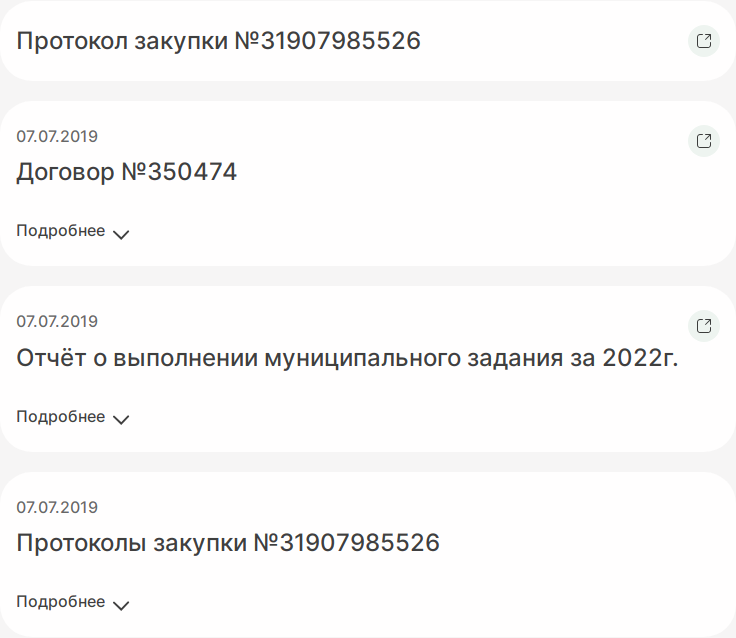 Протокол закупки №31907985526
07.07.2019
Договор №350474
Подробнее
07.07.2019
Отчёт о выполнении муниципального задания за 2022г.
Подробнее
07.07.2019
Протоколы закупки №31907985526
Подробнее